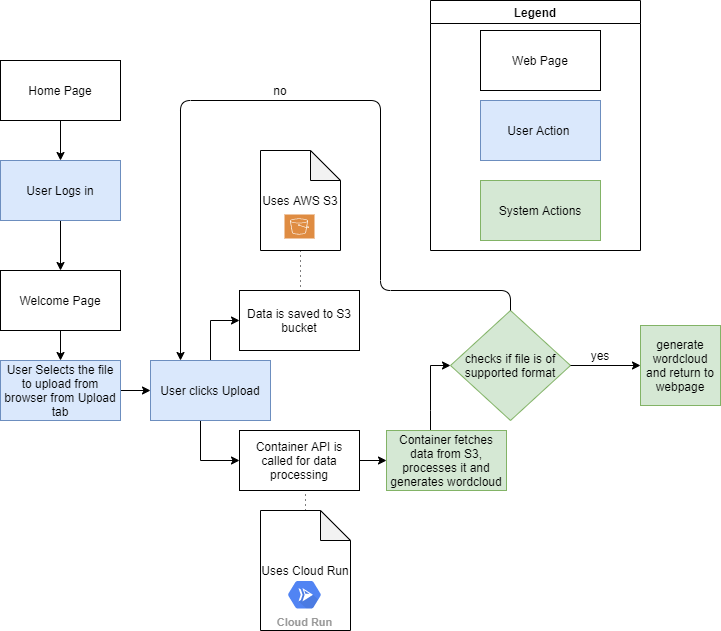 Legend
Web Page
User Action
System Actions
Home Page
User Logs in
Welcome Page
User Selects the file
to upload from
browser from Upload
tab
User clicks Upload
no
Uses AWS S3
Data is saved to S3
bucket
Container API is
called for data
processing
Uses Cloud Run
Cloud Run
Container fetches
data from S3,
processes it and
generates wordcloud
checks if file is of
supported format
yes
generate
wordcloud
and return to
webpage